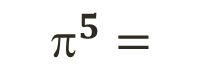 π⁵ =